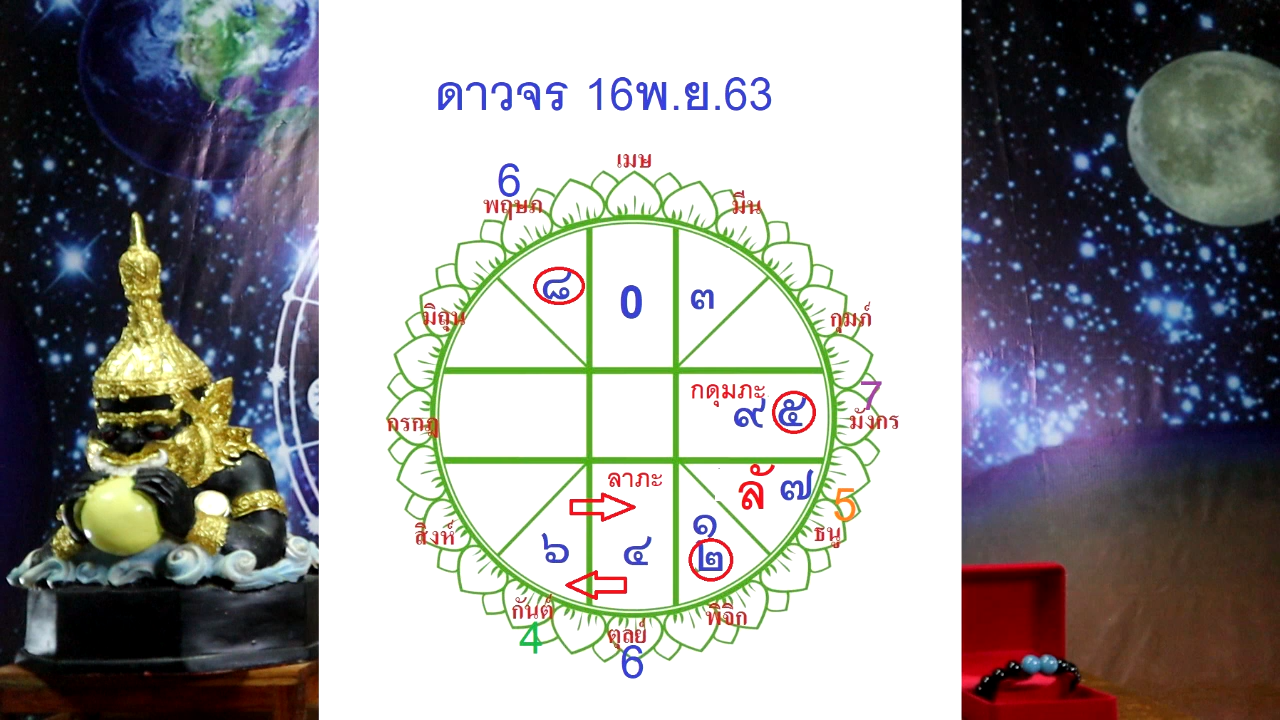 ดาวจร 16พ.ย.63
เมษ
6
พฤษภ
มีน
๘
0
๓
มิถุน
กุมภ์
กดุมภะ
7
๙ ๕
กรกฎ
มังกร
ลาภะ
ลั ๗
5
๑
สิงห์
ธนู
๖
๔
๒
กันต์
พิจิก
4
ตุลย์
6